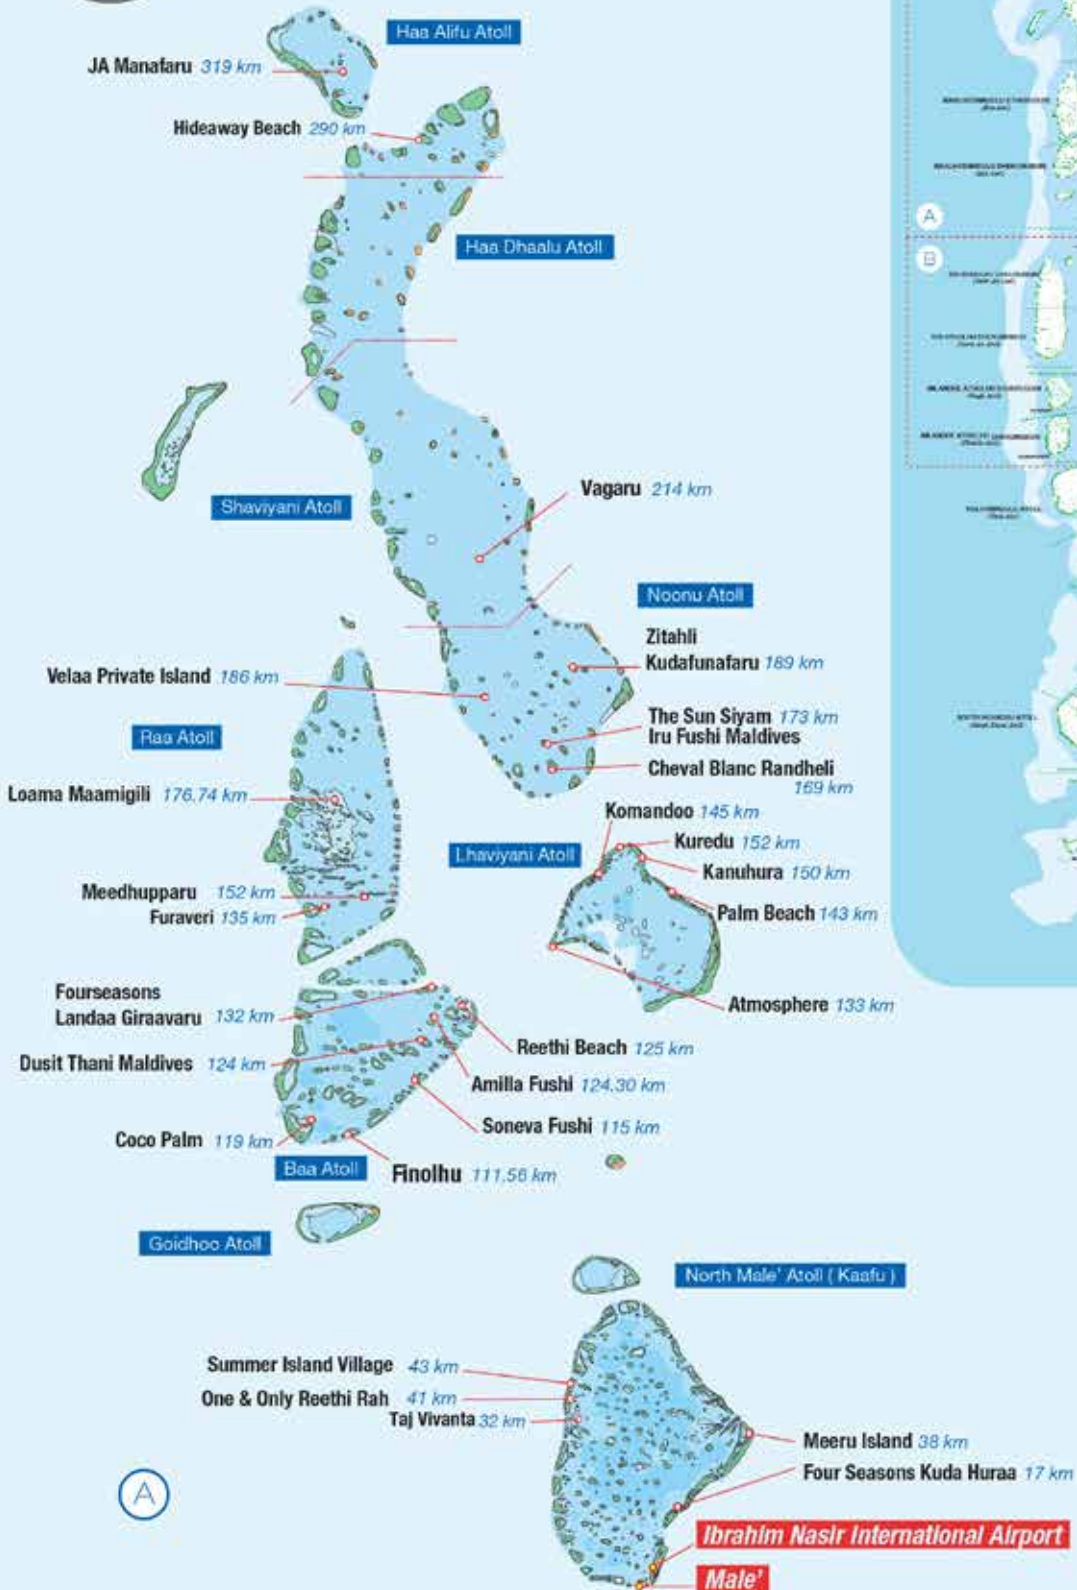 Haa Alifu Atoll
JA Manafaru 319 km
Hideaway Beach 290 km
Haa Dhaalu Atoll
A
B
Vagaru 214 km
Shaviyani Atoll
Noonu Atoll
Zitahli
Kudafunafaru 189 km
Velaa Private Island 186 km
The Sun Siyam 173 km
Iru Fushi Maldives
Raa Atoll
Cheval Blanc Randheli
169 km
Loama Maamigili 176.74 km
Komandoo 145 km
Kuredu 152 km
Lhaviyani Atoll
Kanuhura 150 km
Meedhupparu 152 km
Palm Beach 143 km
Furaveri 135 km
Fourseasons
Landaa Giraavaru 132 km
Atmosphere 133 km
Reethi Beach 125 km
Dusit Thani Maldives 124 km
Amilla Fushi 124.30 km
Soneva Fushi 115 km
Coco Palm 119 km
Baa Atoll
Finolhu 111.56 km
Goidhoo Atoll
North Male' Atoll ( Kaafu )
Summer Island Village 43 km
One & Only Reethi Rah 41 km
Taj Vivanta 32 km
Meeru Island 38 km
Four Seasons Kuda Huraa 17 km
A
Ibrahim Nasir International Airport
Male'